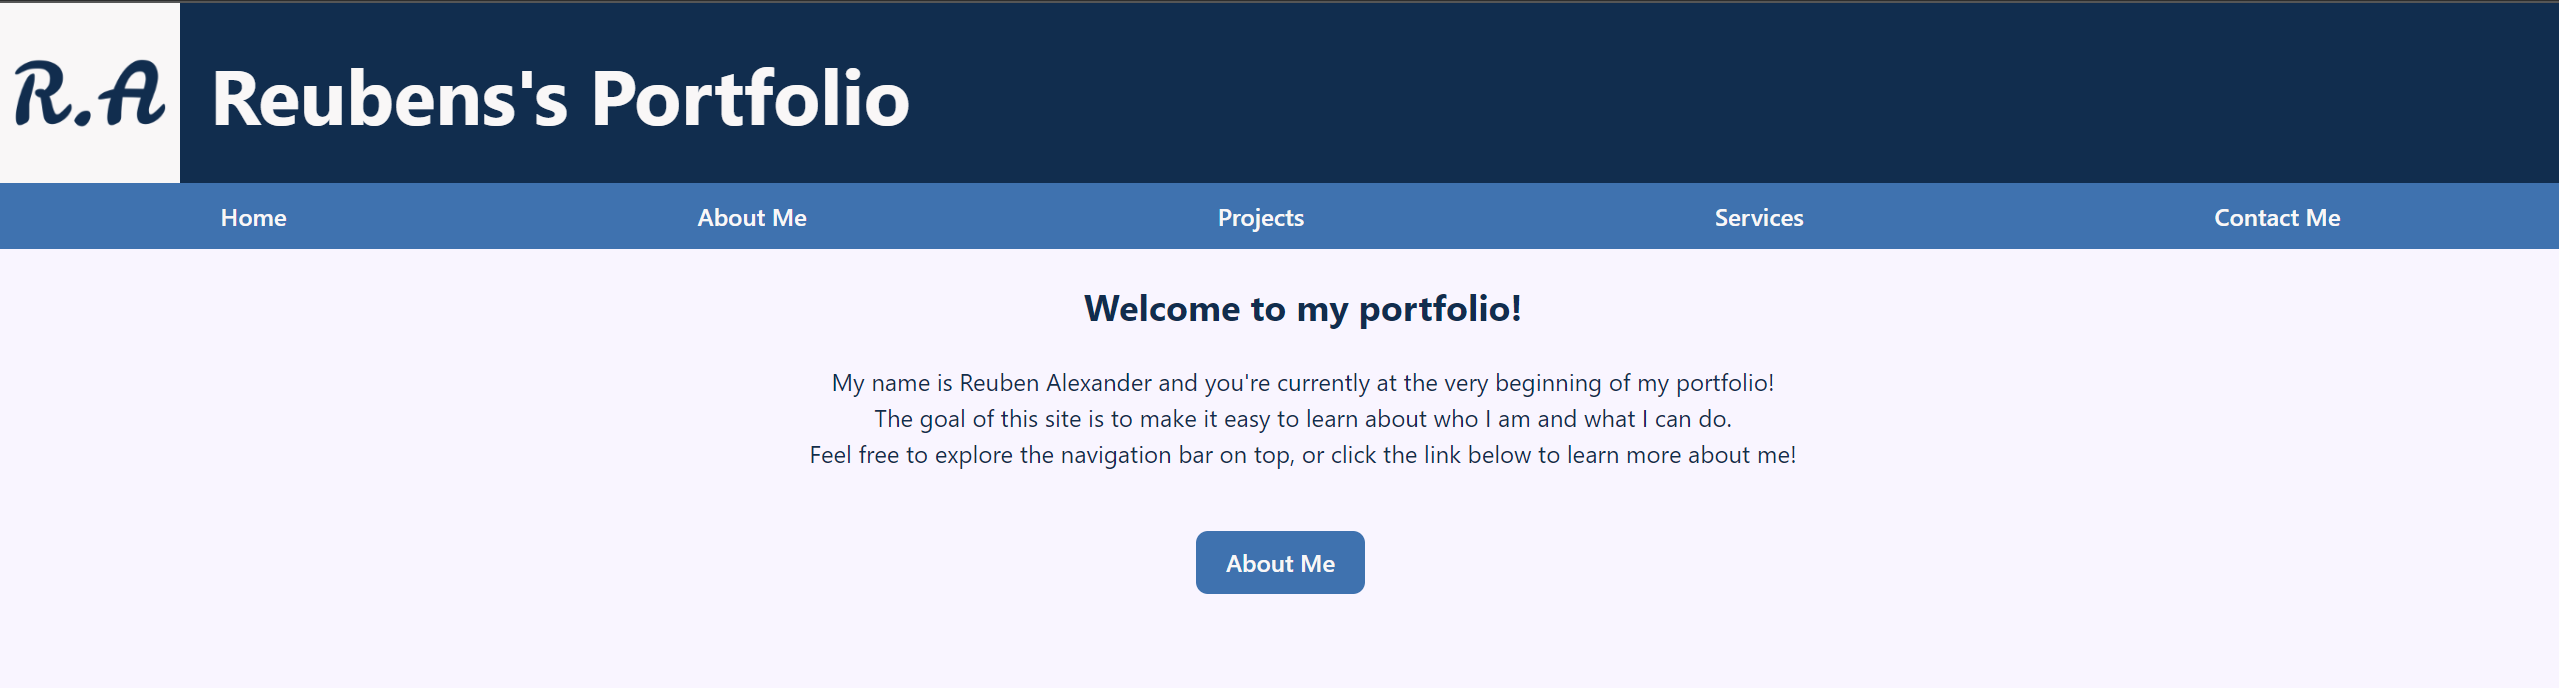 R.A
Reubens's Portfolio
Home About Me Projects Services Contact Me
Welcome to my portfolio!
My name is Reuben Alexander and you're currently at the very beginning of my portfolio!
The goal of this site is to make it easy to learn about who I am and what I can do.
Feel free to explore the navigation bar on top, or click the link below to learn more about me!
About Me